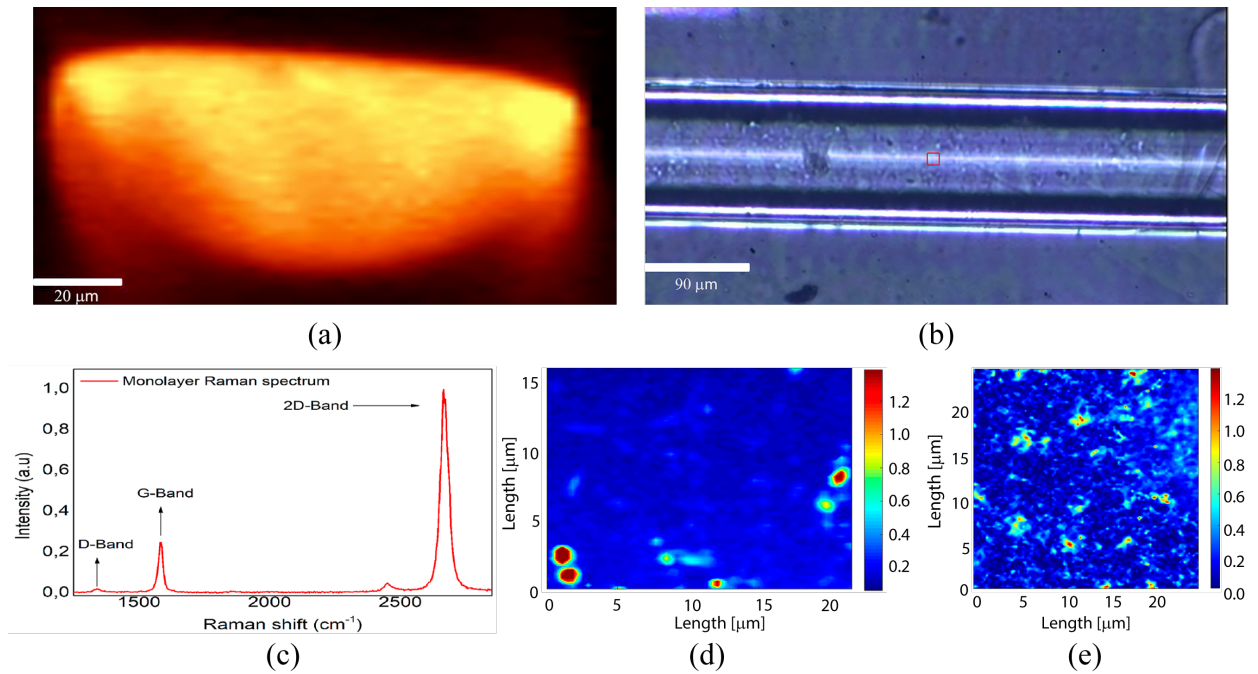 20 μm
90 μm
(a)
(b)
Monolayer Raman spectrum
2D-Band
G-Band
D-Band
Intensity (a.u)
1,0
0,8
0,6
0,4
0,2
0,0
1500
2000
2500
Raman shift (cm⁻¹)
(c)
Length [μm]
15
10
5
0
0
5
10
15
20
Length [μm]
1.2
1.0
0.8
0.6
0.4
0.2
(d)
Length [μm]
20
15
10
5
0
0
5
10
15
20
Length [μm]
1.2
1.0
0.8
0.6
0.4
0.2
0.0
(e)